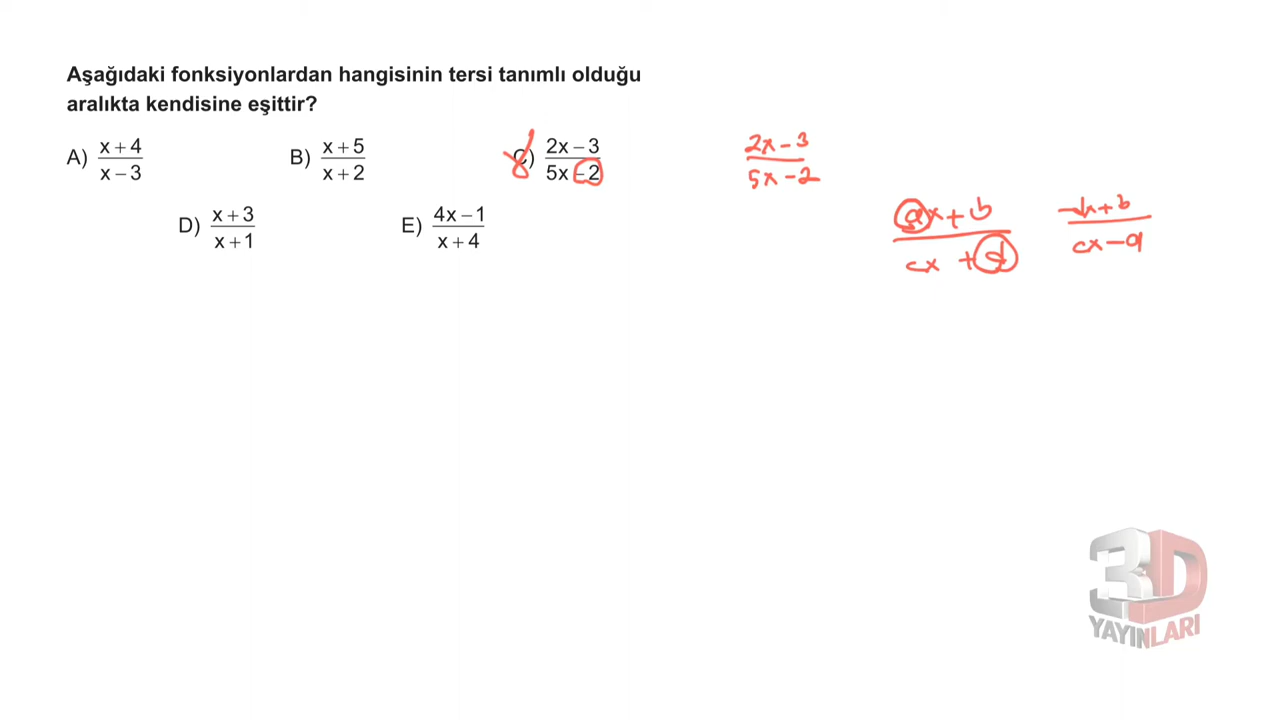 Aşağıdaki fonksiyonlardan hangisinin tersi tanımlı olduğu
aralıkta kendisine eşittir?
A) x + 4 / x – 3
B) x + 5 / x + 2
C) 2x – 3 / 5x – 2
D) x + 3 / x + 1
E) 4x – 1 / x + 4
2x – 3 / 5x – 2
ax + b / cx + d
-dx + b / cx – a
3D
YAYINLARI